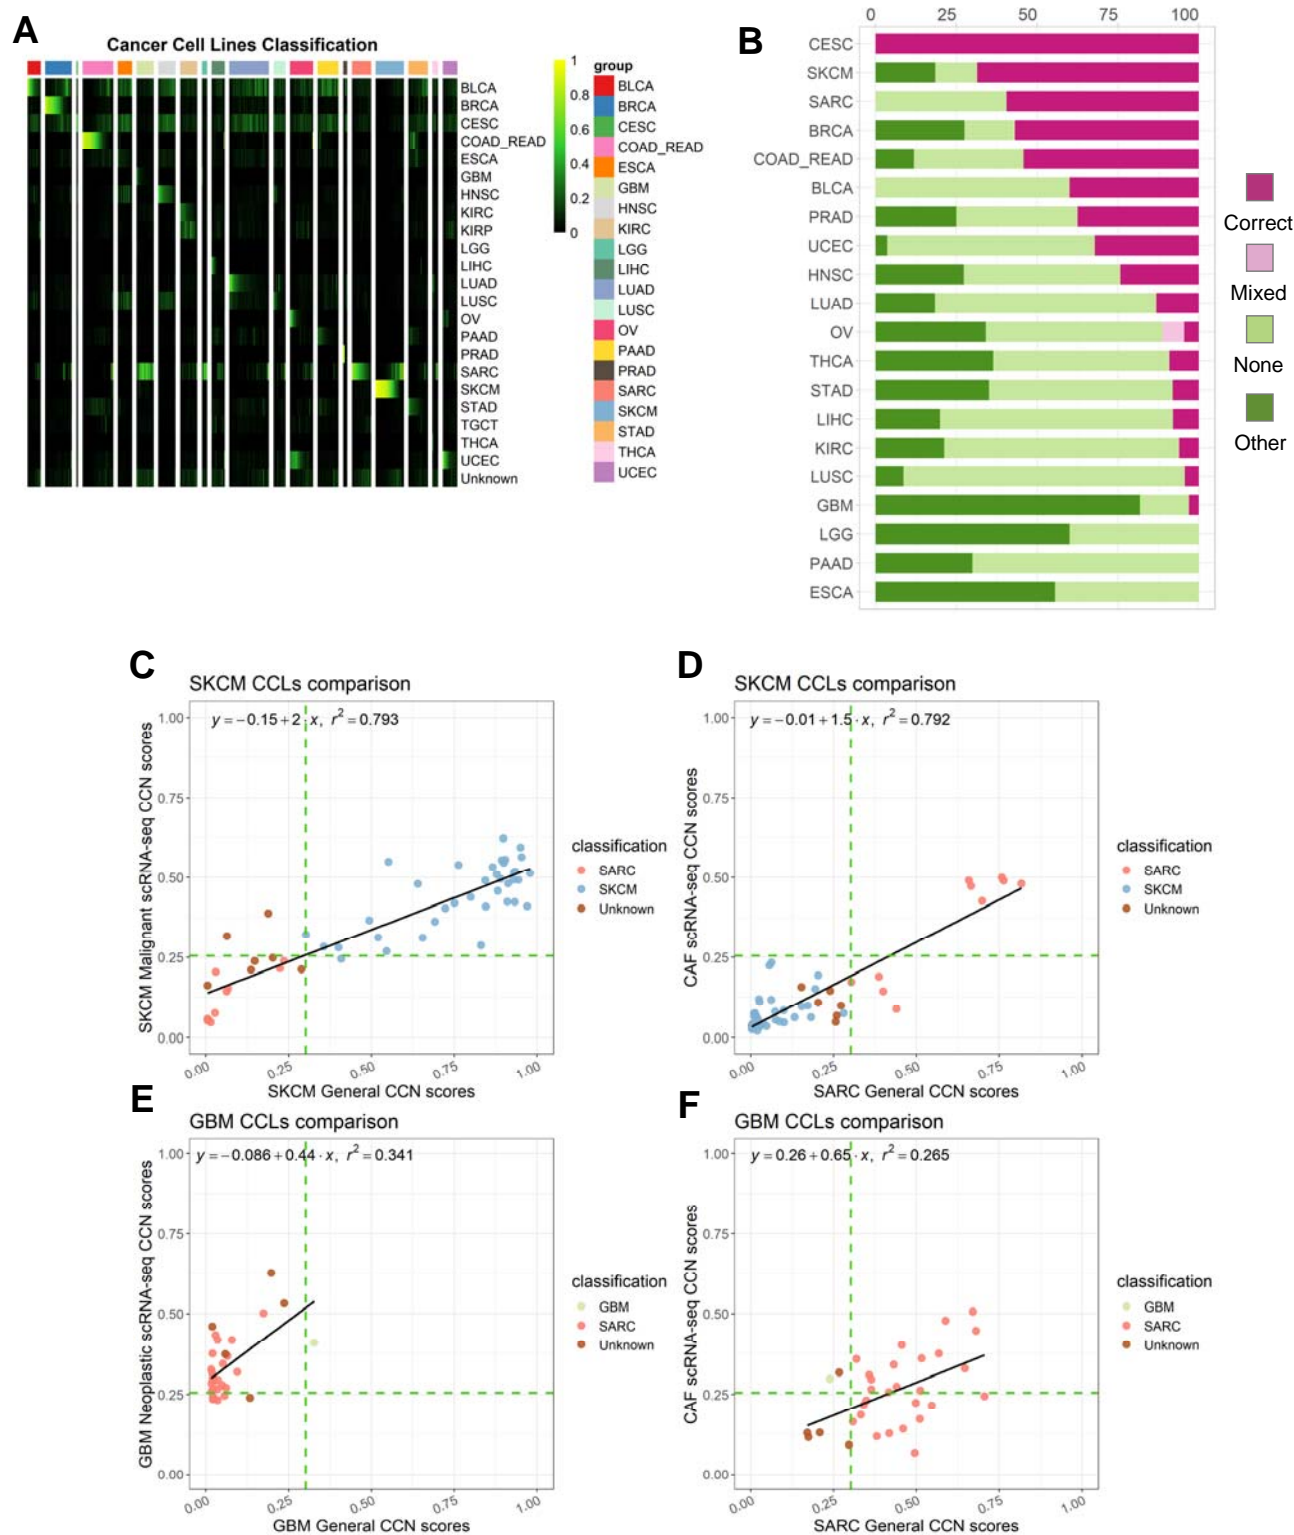 A
Cancer Cell Lines Classification
BLCA
BRCA
CESC
COAD_READ
ESCA
GBM
HNSC
KIRC
KIRP
LGG
LIHC
LUAD
LUSC
OV
PAAD
PRAD
SARC
SKCM
STAD
TGCT
THCA
UCEC
Unknown
1
0.8
0.6
0.4
0.2
0
group
BLCA
BRCA
CESC
COAD_READ
ESCA
GBM
HNSC
KIRC
LGG
LIHC
LUAD
LUSC
OV
PAAD
PRAD
SARC
SKCM
STAD
THCA
UCEC
B
0 25 50 75 100
CESC
SKCM
SARC
BRCA
COAD_READ
BLCA
PRAD
UCEC
HNSC
LUAD
OV
THCA
STAD
LIHC
KIRC
LUSC
GBM
LGG
PAAD
ESCA
Correct
Mixed
None
Other
C
SKCM CCLs comparison
y = −0.15 + 2 · x, r² = 0.793
SKCM Malignant scRNA-seq CCN scores
1.00
0.75
0.50
0.25
0.00
0.00 0.25 0.50 0.75 1.00
SKCM General CCN scores
classification
SARC
SKCM
Unknown
D
SKCM CCLs comparison
y = −0.01 + 1.5 · x, r² = 0.792
CAF scRNA-seq CCN scores
1.00
0.75
0.50
0.25
0.00
0.00 0.25 0.50 0.75 1.00
SARC General CCN scores
classification
SARC
SKCM
Unknown
E
GBM CCLs comparison
y = −0.086 + 0.44 · x, r² = 0.341
GBM Neoplastic scRNA-seq CCN scores
1.00
0.75
0.50
0.25
0.00
0.00 0.25 0.50 0.75 1.00
GBM General CCN scores
classification
GBM
SARC
Unknown
F
GBM CCLs comparison
y = 0.26 + 0.65 · x, r² = 0.265
CAF scRNA-seq CCN scores
1.00
0.75
0.50
0.25
0.00
0.00 0.25 0.50 0.75 1.00
SARC General CCN scores
classification
GBM
SARC
Unknown